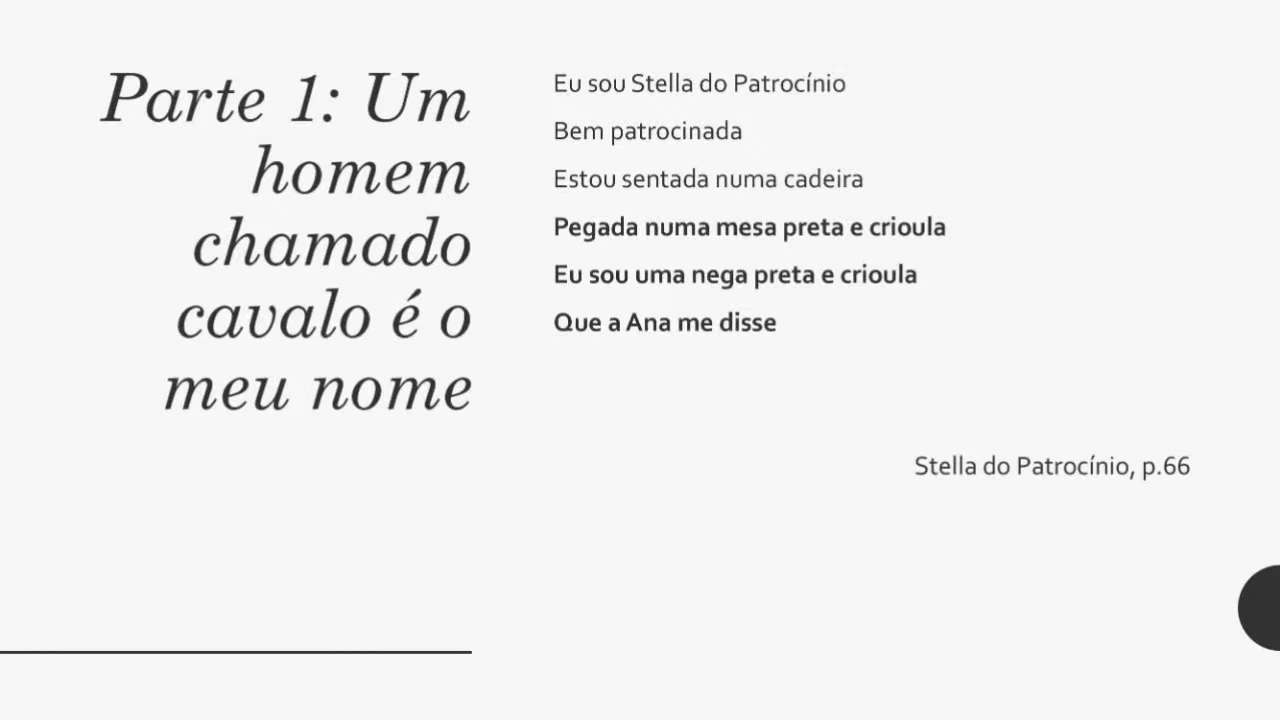 Parte 1: Um
homem
chamado
cavalo é o
meu nome
Eu sou Stella do Patrocínio
Bem patrocinada
Estou sentada numa cadeira
Pegada numa mesa preta e crioula
Eu sou uma nega preta e crioula
Que a Ana me disse
Stella do Patrocínio, p.66